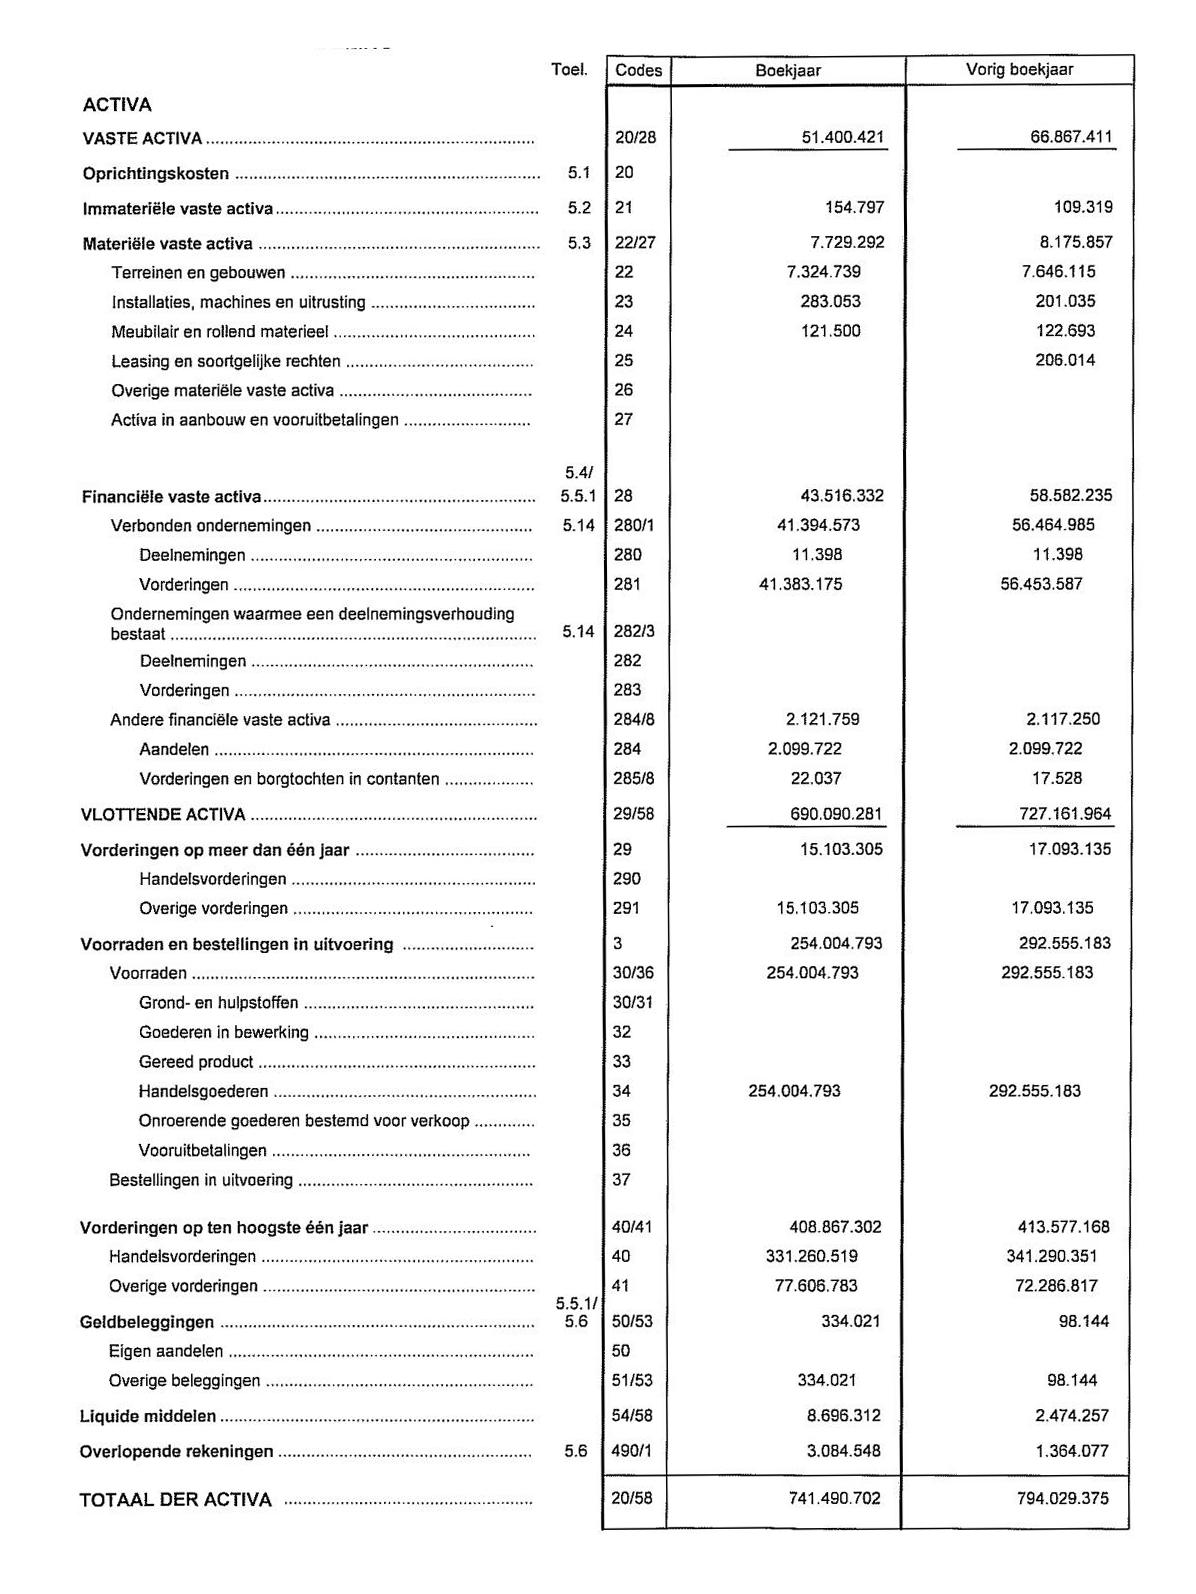 Toel. Codes Boekjaar Vorig boekjaar
ACTIVA
VASTE ACTIVA ........ 20/28 51.400.421 66.867.411
Oprichtingskosten ........ 5.1 20
Immateriële vaste activa ........ 5.2 21 154.797 109.319
Materiële vaste activa ........ 5.3 22/27 7.729.292 8.175.857
Terreinen en gebouwen ........ 22 7.324.739 7.646.115
Installaties, machines en uitrusting ........ 23 283.053 201.035
Meubilair en rollend materieel ........ 24 121.500 122.693
Leasing en soortgelijke rechten ........ 25 206.014
Overige materiële vaste activa ........ 26
Activa in aanbouw en vooruitbetalingen ........ 27
5.4/
Financiële vaste activa ........ 5.5.1 28 43.516.332 58.582.235
Verbonden ondernemingen ........ 5.14 280/1 41.394.573 56.464.985
Deelnemingen ........ 280 11.398 11.398
Vorderingen ........ 281 41.383.175 56.453.587
Ondernemingen waarmee een deelnemingsverhouding
bestaat ........ 5.14 282/3
Deelnemingen ........ 282
Vorderingen ........ 283
Andere financiële vaste activa ........ 284/8 2.121.759 2.117.250
Aandelen ........ 284 2.099.722 2.099.722
Vorderingen en borgtochten in contanten ........ 285/8 22.037 17.528
VLOTTENDE ACTIVA ........ 29/58 690.090.281 727.161.964
Vorderingen op meer dan één jaar ........ 29 15.103.305 17.093.135
Handelsvorderingen ........ 290
Overige vorderingen ........ 291 15.103.305 17.093.135
Voorraden en bestellingen in uitvoering ........ 3 254.004.793 292.555.183
Voorraden ........ 30/36 254.004.793 292.555.183
Grond- en hulpstoffen ........ 30/31
Goederen in bewerking ........ 32
Gereed product ........ 33
Handelsgoederen ........ 34 254.004.793 292.555.183
Onroerende goederen bestemd voor verkoop ........ 35
Vooruitbetalingen ........ 36
Bestellingen in uitvoering ........ 37
Vorderingen op ten hoogste één jaar ........ 40/41 408.867.302 413.577.168
Handelsvorderingen ........ 40 331.260.519 341.290.351
Overige vorderingen ........ 41 77.606.783 72.286.817
5.5.1/
Geldbeleggingen ........ 5.6 50/53 334.021 98.144
Eigen aandelen ........ 50
Overige beleggingen ........ 51/53 334.021 98.144
Liquide middelen ........ 54/58 8.696.312 2.474.257
Overlopende rekeningen ........ 5.6 490/1 3.084.548 1.364.077
TOTAAL DER ACTIVA ........ 20/58 741.490.702 794.029.375